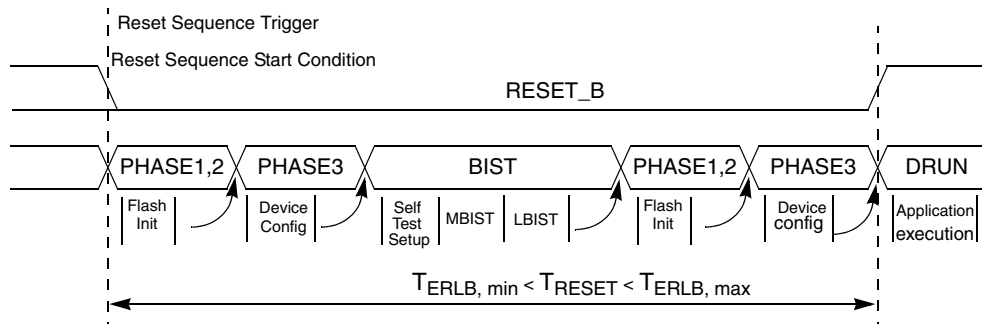 Reset Sequence Trigger
Reset Sequence Start Condition
RESET_B
PHASE1,2 PHASE3 BIST PHASE1,2 PHASE3 DRUN
Flash Init
Device Config
Self Test Setup
MBIST
LBIST
Flash Init
Device config
Application execution
TERLB, min < TRESET < TERLB, max